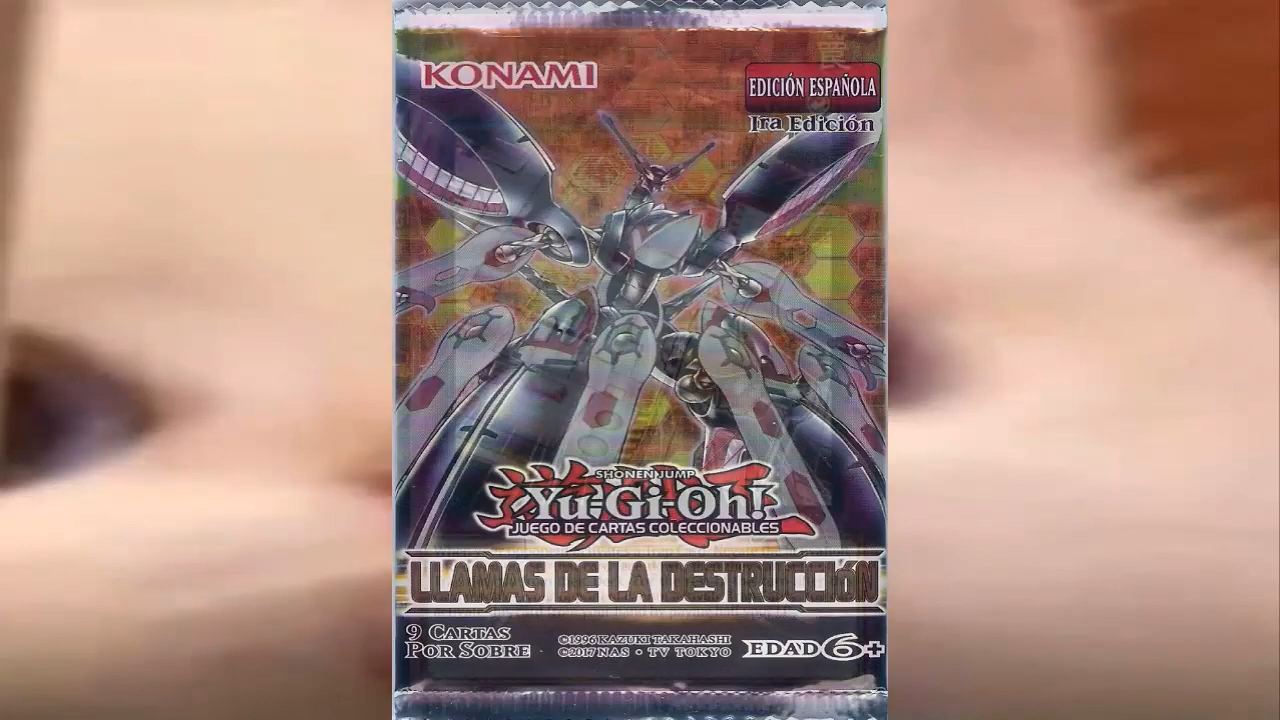 KONAMI
EDICIÓN ESPAÑOLA
1ra Edición
SHONEN JUMP
Yu-Gi-Oh!
JUEGO DE CARTAS COLECCIONABLES
LLAMAS DE LA DESTRUCCIÓN
9 CARTAS
POR SOBRE
©1996 KAZUKI TAKAHASHI
©2017 NAS • TV TOKYO
EDAD 6+